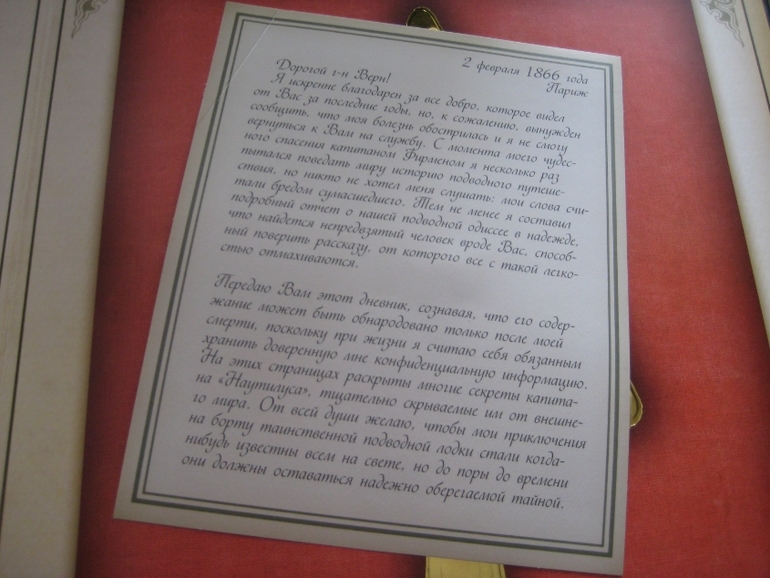 2 февраля 1866 года
Париж
Дорогой г-н Верн!
Я искренне благодарен за все добро, которое видел
от Вас за последние годы, но, к сожалению, вынужден
сообщить, что моя болезнь обострилась и я не смогу
вернуться к Вам на службу. С момента моего чудес-
ного спасения капитаном Фирменом я несколько раз
пытался поведать миру историю подводного путеше-
ствия, но никто не хотел меня слушать; мои слова счи-
тали бредом сумасшедшего. Тем не менее я составил
подробный отчет о нашей подводной одиссее в надежде,
что найдется непредвзятый человек вроде Вас, способ-
ный поверить рассказу, от которого все с такой легко-
стью отмахиваются.
Передаю Вам этот дневник, сознавая, что его содер-
жание может быть обнародовано только после моей
смерти, поскольку при жизни я считаю себя обязанным
хранить доверенную мне конфиденциальную информацию.
На этих страницах раскрыты многие секреты капита-
на «Наутилуса», тщательно скрываемые им от внешне-
го мира. От всей души желаю, чтобы мои приключения
на борту таинственной подводной лодки стали когда-
нибудь известны всем на свете, но до поры до времени
они должны оставаться надежно оберегаемой тайной.